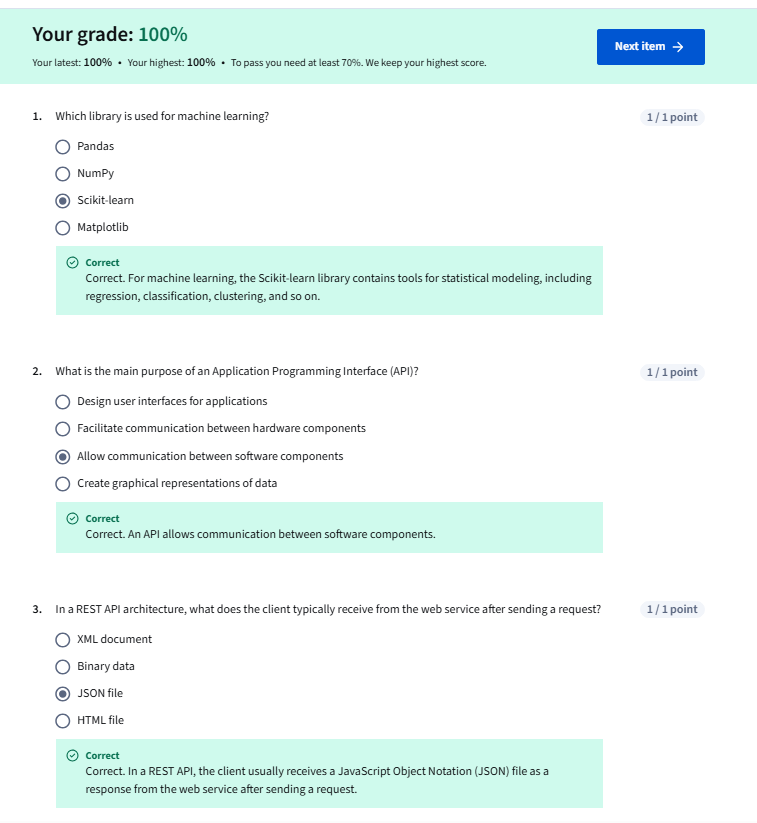 Your grade: 100%
Your latest: 100% • Your highest: 100% • To pass you need at least 70%. We keep your highest score.
Next item →
1. Which library is used for machine learning? 1 / 1 point
Pandas
NumPy
Scikit-learn
Matplotlib
Correct
Correct. For machine learning, the Scikit-learn library contains tools for statistical modeling, including
regression, classification, clustering, and so on.
2. What is the main purpose of an Application Programming Interface (API)? 1 / 1 point
Design user interfaces for applications
Facilitate communication between hardware components
Allow communication between software components
Create graphical representations of data
Correct
Correct. An API allows communication between software components.
3. In a REST API architecture, what does the client typically receive from the web service after sending a request? 1 / 1 point
XML document
Binary data
JSON file
HTML file
Correct
Correct. In a REST API, the client usually receives a JavaScript Object Notation (JSON) file as a
response from the web service after sending a request.